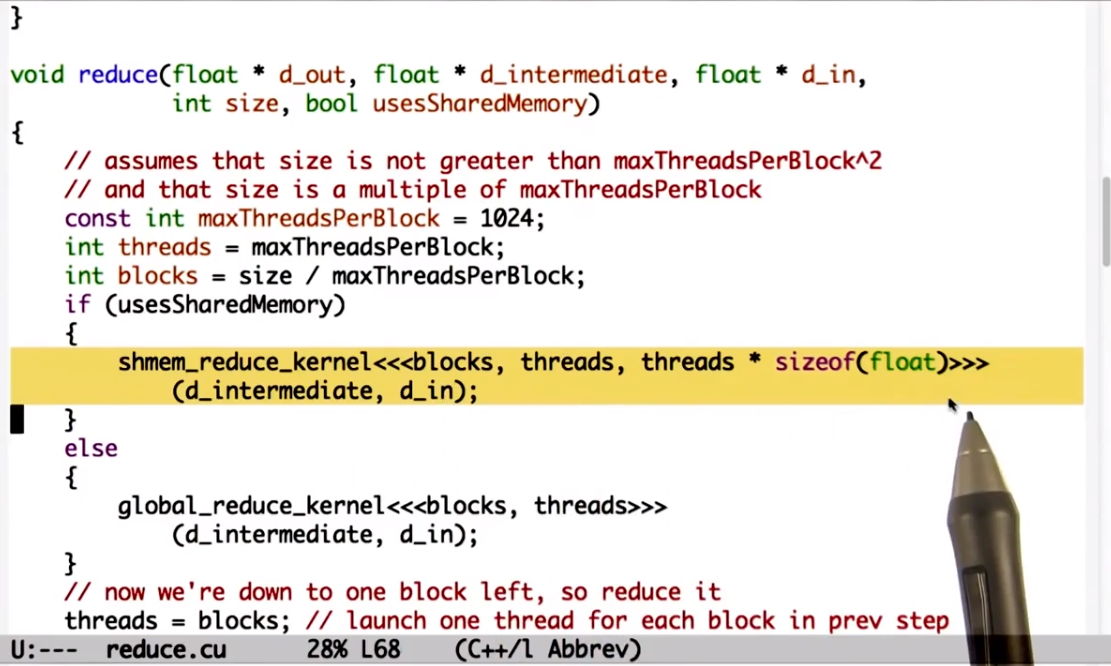 }
void reduce(float * d_out, float * d_intermediate, float * d_in,
            int size, bool usesSharedMemory)
{
    // assumes that size is not greater than maxThreadsPerBlock^2
    // and that size is a multiple of maxThreadsPerBlock
    const int maxThreadsPerBlock = 1024;
    int threads = maxThreadsPerBlock;
    int blocks = size / maxThreadsPerBlock;
    if (usesSharedMemory)
    {
        shmem_reduce_kernel<<<blocks, threads, threads * sizeof(float)>>>
            (d_intermediate, d_in);
    }
    else
    {
        global_reduce_kernel<<<blocks, threads>>>
            (d_intermediate, d_in);
    }
    // now we're down to one block left, so reduce it
    threads = blocks; // launch one thread for each block in prev step
U:---  reduce.cu      28% L68    (C++/l Abbrev)